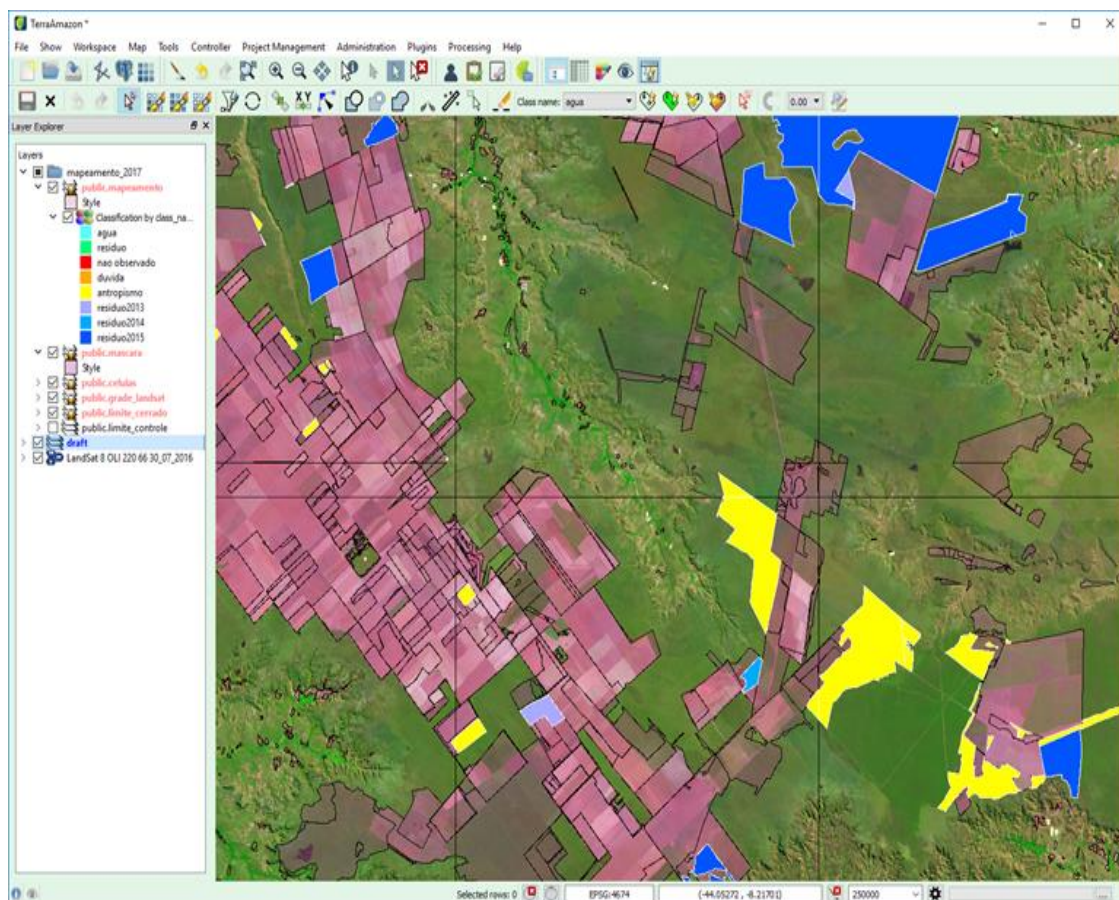 TerraAmazon *
File Show Workspace Map Tools Controller Project Management Administration Plugins Processing Help
Class name: agua 0.00
Layer Explorer
Layers
mapeamento_2017
public.mapeamento
Style
Classification by class_na...
agua
residuo
nao observado
duvida
antropismo
residuo2013
residuo2014
residuo2015
public.mascara
Style
public.celulas
public.grade_landsat
public.limite_cerrado
public.limite_controle
draft
LandSat 8 OLI 220 66 30_07_2016
Selected rows: 0 EPSG:4674 (-44.05272 , -8.21701) 250000